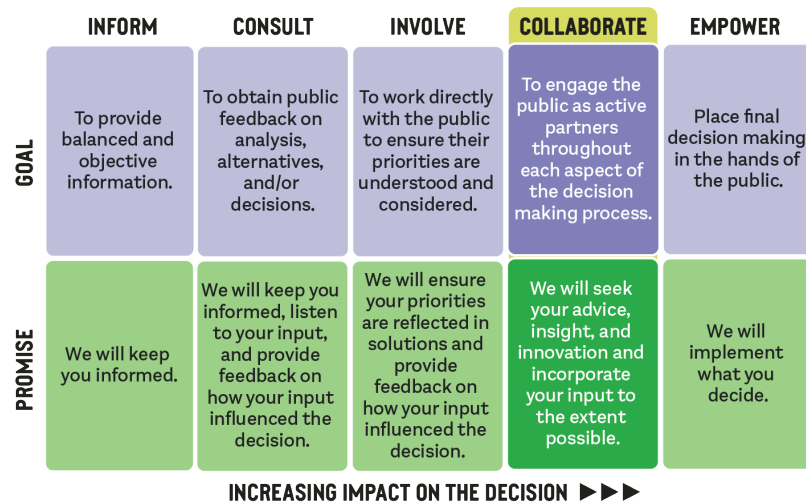 INFORM
CONSULT
INVOLVE
COLLABORATE
EMPOWER
GOAL
To provide
balanced and
objective
information.
To obtain public
feedback on
analysis,
alternatives,
and/or
decisions.
To work directly
with the public
to ensure their
priorities are
understood and
considered.
To engage the
public as active
partners
throughout
each aspect of
the decision
making process.
Place final
decision making
in the hands of
the public.
PROMISE
We will keep
you informed.
We will keep you
informed, listen
to your input,
and provide
feedback on
how your input
influenced the
decision.
We will ensure
your priorities
are reflected in
solutions and
provide
feedback on
how your input
influenced the
decision.
We will seek
your advice,
insight, and
innovation and
incorporate
your input to
the extent
possible.
We will
implement
what you
decide.
INCREASING IMPACT ON THE DECISION ►►►